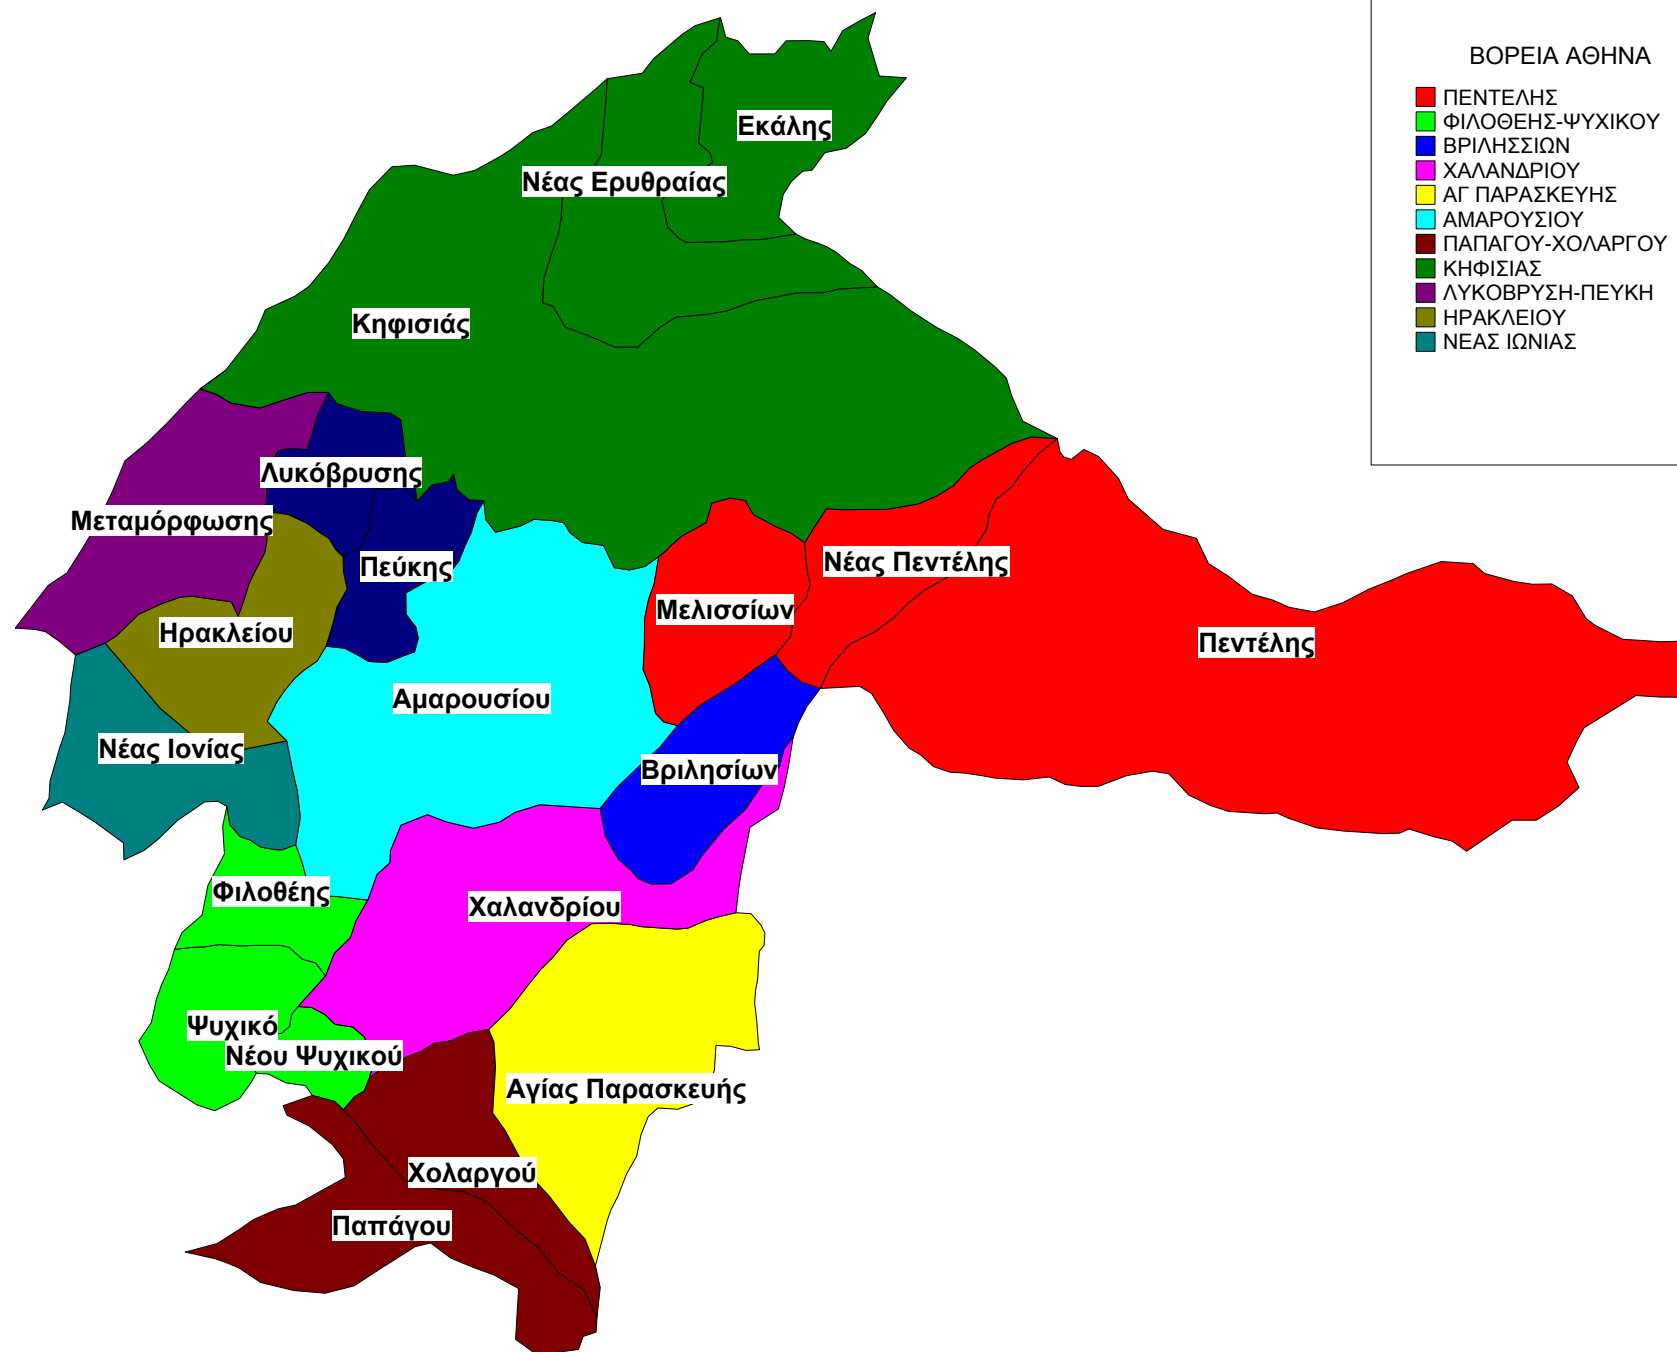 ΒΟΡΕΙΑ ΑΘΗΝΑ
ΠΕΝΤΕΛΗΣ
ΦΙΛΟΘΕΗΣ-ΨΥΧΙΚΟΥ
ΒΡΙΛΗΣΣΙΩΝ
ΧΑΛΑΝΔΡΙΟΥ
ΑΓ ΠΑΡΑΣΚΕΥΗΣ
ΑΜΑΡΟΥΣΙΟΥ
ΠΑΠΑΓΟΥ-ΧΟΛΑΡΓΟΥ
ΚΗΦΙΣΙΑΣ
ΛΥΚΟΒΡΥΣΗ-ΠΕΥΚΗ
ΗΡΑΚΛΕΙΟΥ
ΝΕΑΣ ΙΩΝΙΑΣ
Εκάλης
Νέας Ερυθραίας
Κηφισιάς
Λυκόβρυσης
Μεταμόρφωσης
Πεύκης
Νέας Πεντέλης
Μελισσίων
Ηρακλείου
Πεντέλης
Αμαρουσίου
Νέας Ιονίας
Βριλησίων
Φιλοθέης
Χαλανδρίου
Ψυχικό
Νέου Ψυχικού
Αγίας Παρασκευής
Χολαργού
Παπάγου